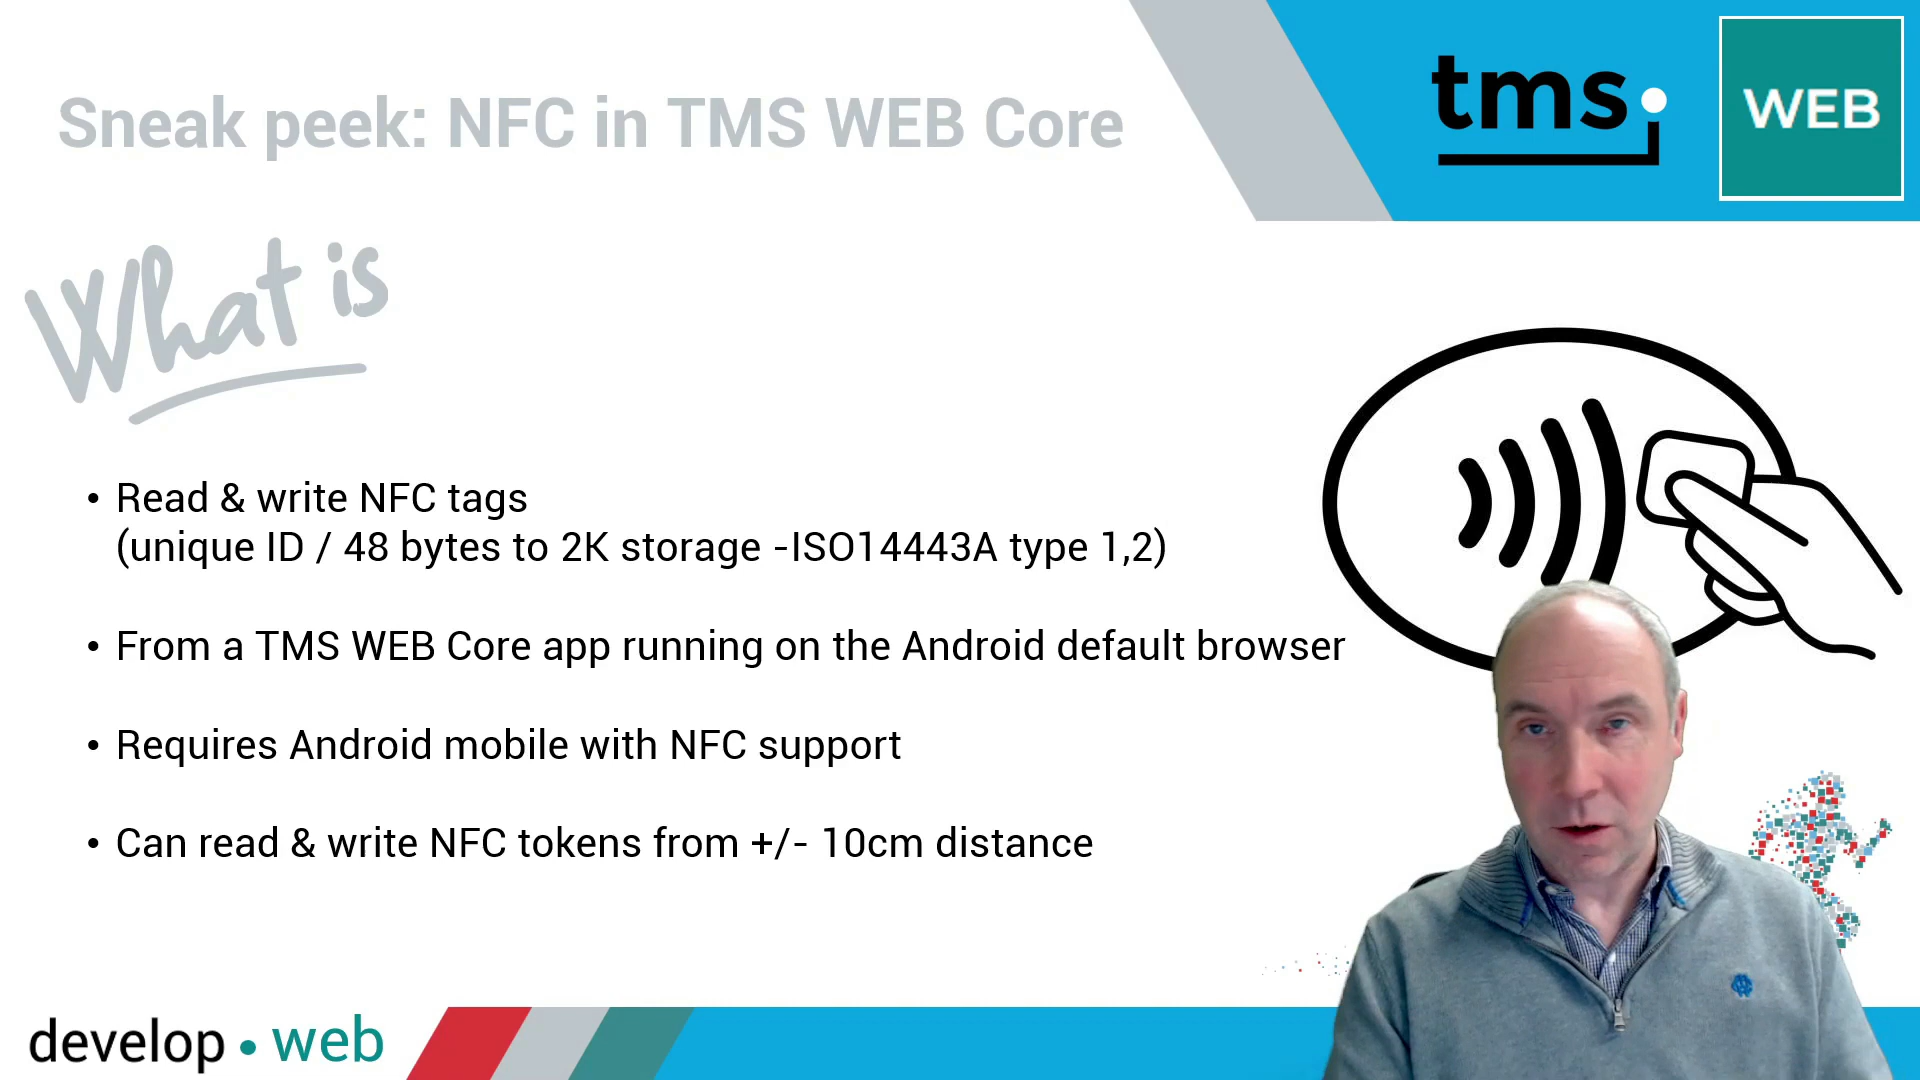 Sneak peek: NFC in TMS WEB Core
tms
WEB
What is
• Read & write NFC tags
(unique ID / 48 bytes to 2K storage -ISO14443A type 1,2)
• From a TMS WEB Core app running on the Android default browser
• Requires Android mobile with NFC support
• Can read & write NFC tokens from +/- 10cm distance
develop • web